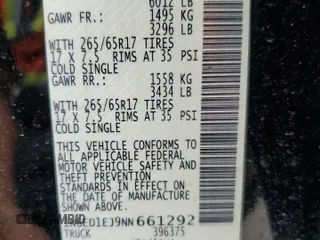 6012 LB
GAWR FR.: 1495 KG
3296 LB
WITH 265/65R17 TIRES
17 X 7.5 RIMS AT 35 PSI
COLD SINGLE
1558 KG
3434 LB
WITH 265/65R17 TIRES
17 X 7.5 RIMS AT 35 PSI
COLD SINGLE
THIS VEHICLE CONFORMS TO
ALL APPLICABLE FEDERAL
MOTOR VEHICLE SAFETY AND
THEFT PREVENTION
STANDARDS IN EFFECT ON
THE DATE OF MANUFACTURE
SHOWN ABOVE.
1N6ED1EJ9NN661292
TRUCK 396375